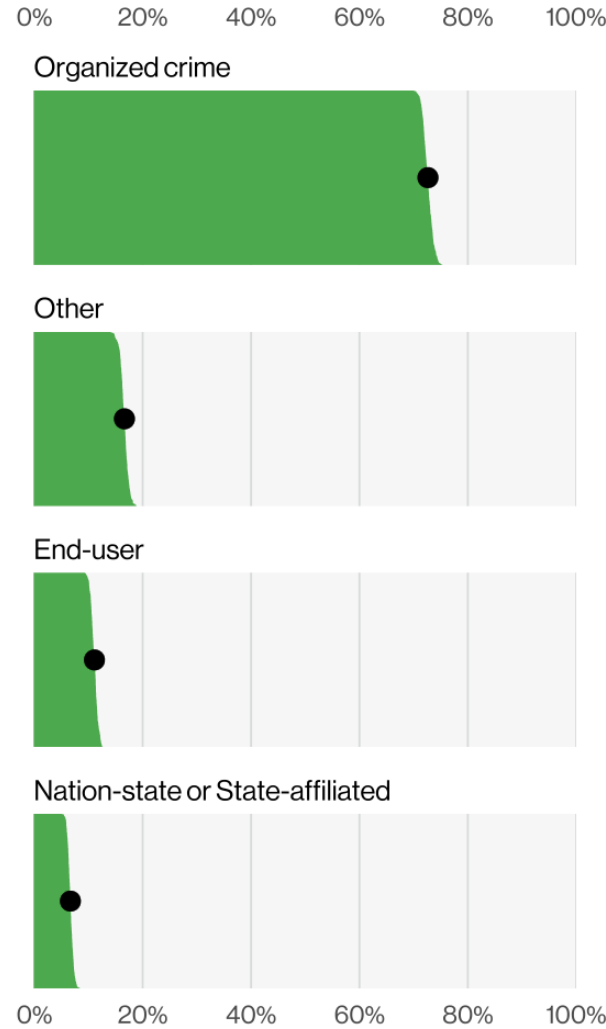 0% 20% 40% 60% 80% 100%
Organized crime
Other
End-user
Nation-state or State-affiliated
0% 20% 40% 60% 80% 100%